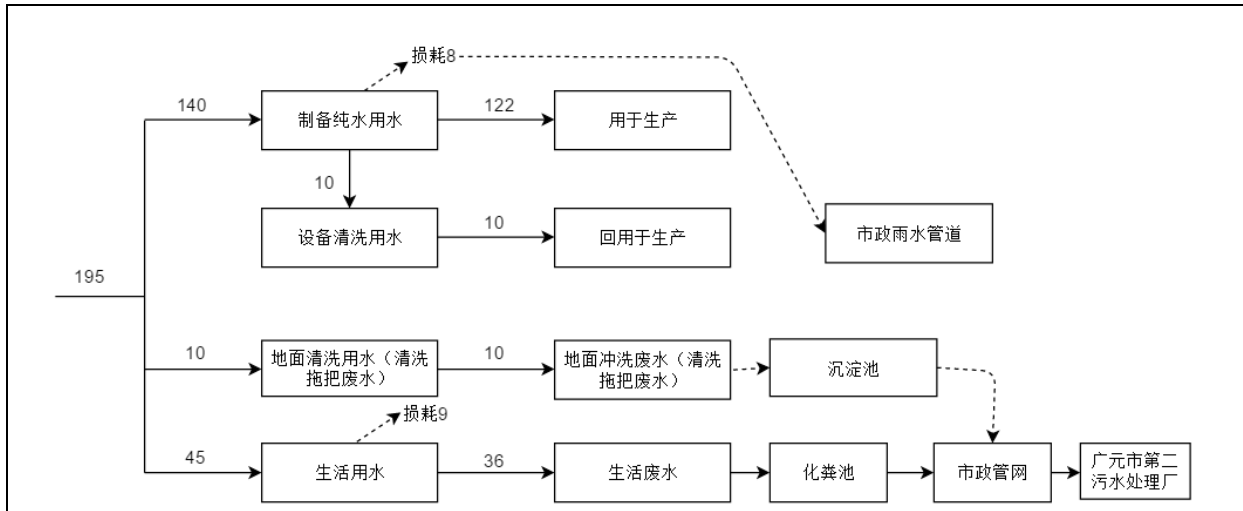 损耗8
140
制备纯水用水
122
用于生产
10
设备清洗用水
10
回用于生产
市政雨水管道
195
10
地面清洗用水（清洗
拖把废水）
10
地面冲洗废水（清洗
拖把废水）
沉淀池
损耗9
45
生活用水
36
生活废水
化粪池
市政管网
广元市第二
污水处理厂